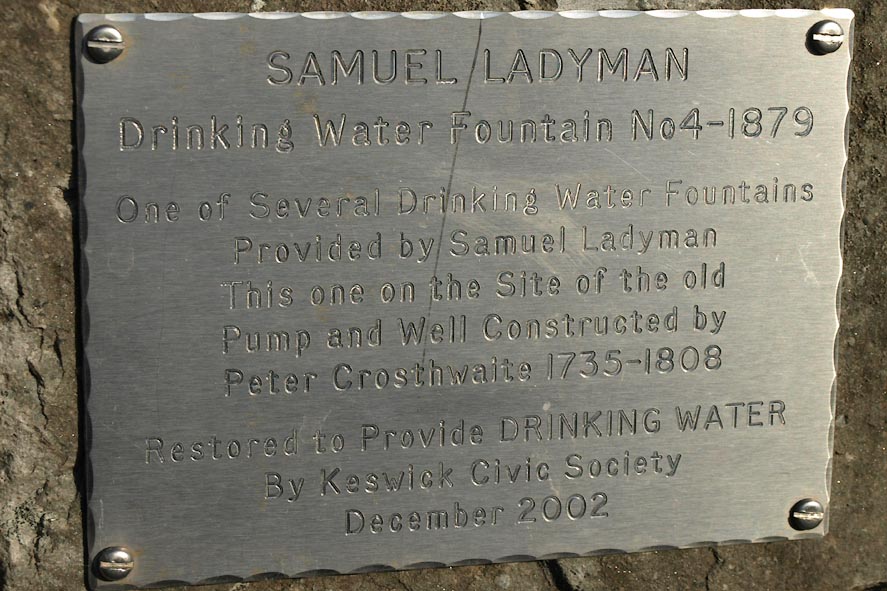 SAMUEL LADYMAN
Drinking Water Fountain No4-1879
One of Several Drinking Water Fountains
Provided by Samuel Ladyman
This one on the Site of the old
Pump and Well Constructed by
Peter Crosthwaite 1735-1808
Restored to Provide DRINKING WATER
By Keswick Civic Society
December 2002